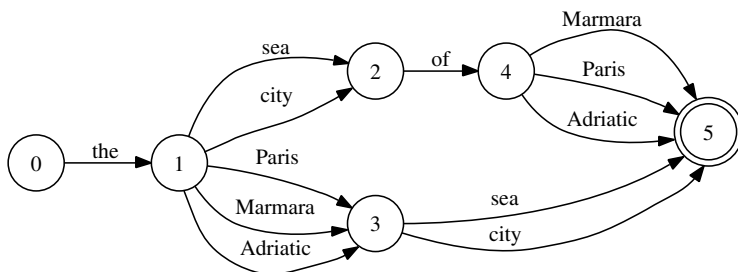 Marmara
sea
of
2
4
Paris
city
Adriatic
5
the
0
1
Paris
sea
Marmara
3
city
Adriatic